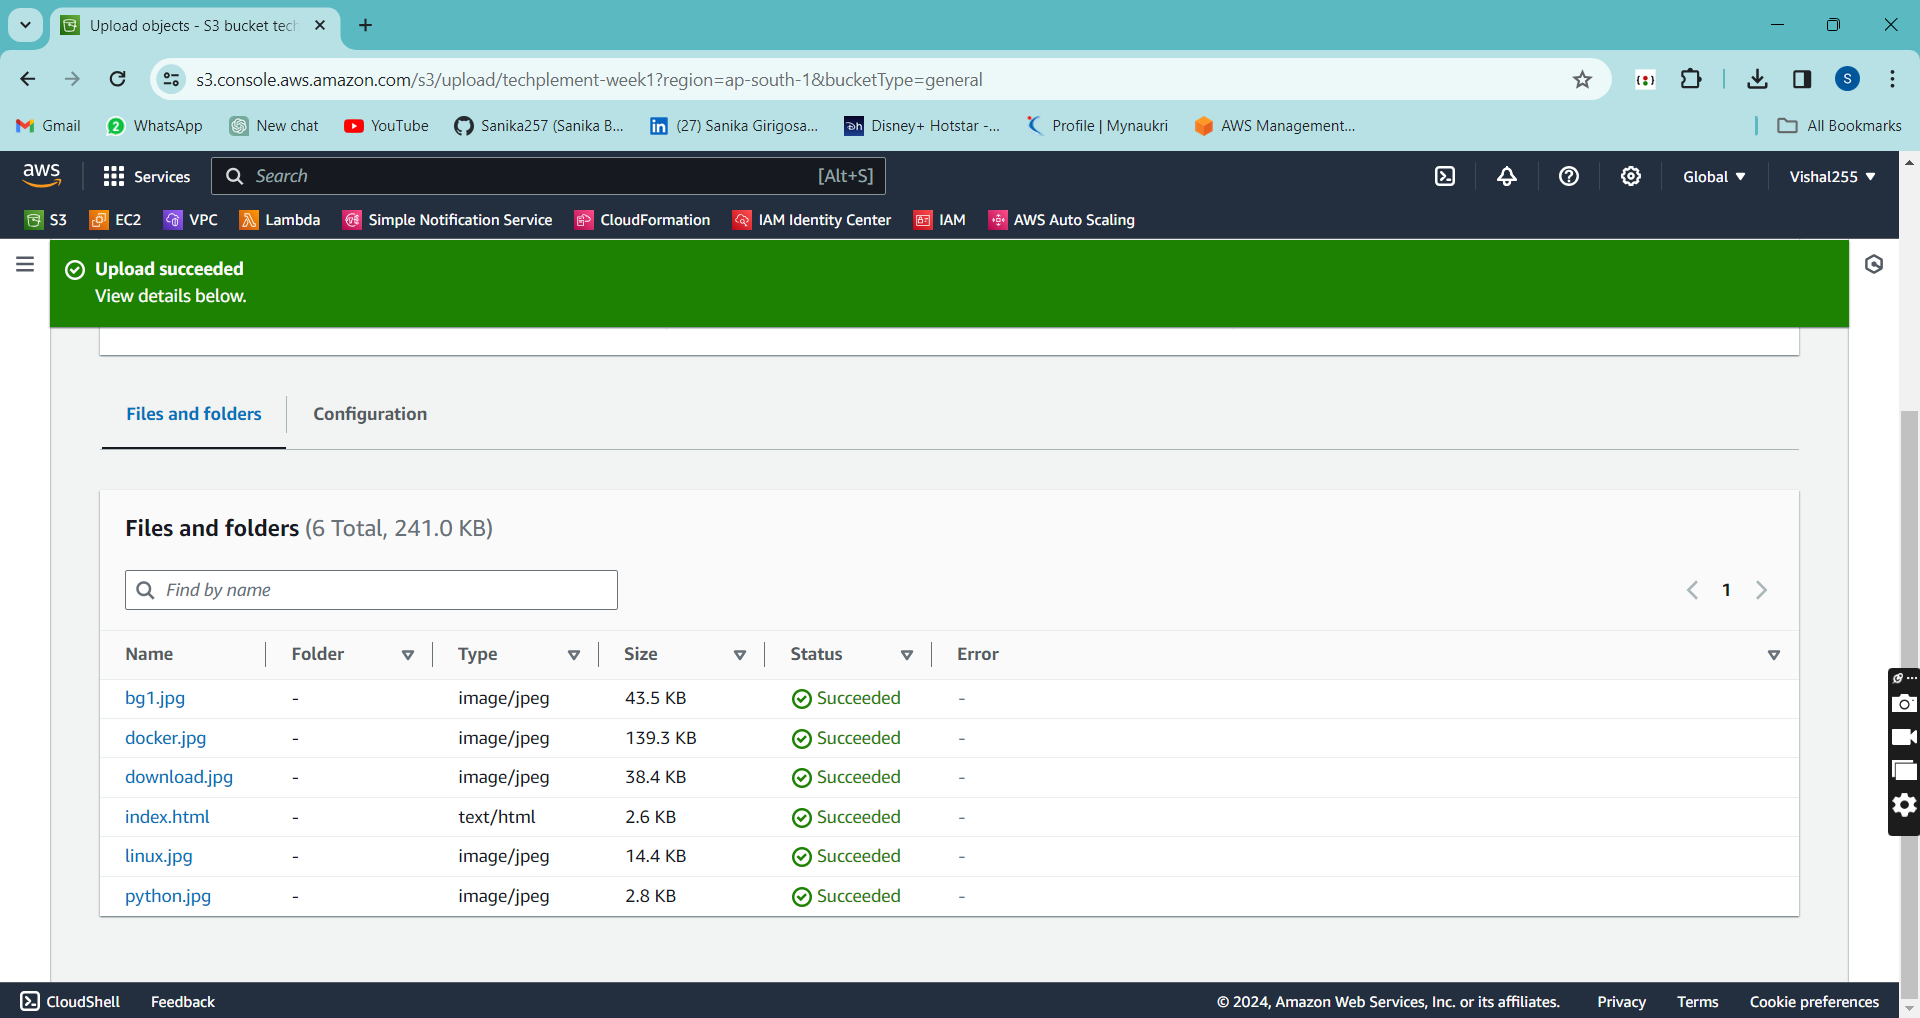 Upload objects - S3 bucket tech
s3.console.aws.amazon.com/s3/upload/techplement-week1?region=ap-south-1&bucketType=general
S
Gmail
2 WhatsApp
New chat
YouTube
Sanika257 (Sanika B...
in (27) Sanika Girigosa...
Disney+ Hotstar -...
Profile | Mynaukri
AWS Management...
All Bookmarks
aws
Services
Search [Alt+S]
Global
Vishal255
S3
EC2
VPC
Lambda
Simple Notification Service
CloudFormation
IAM Identity Center
IAM
AWS Auto Scaling
Upload succeeded
View details below.
Files and folders
Configuration
Files and folders (6 Total, 241.0 KB)
Find by name
1
Name Folder Type Size Status Error
bg1.jpg - image/jpeg 43.5 KB Succeeded -
docker.jpg - image/jpeg 139.3 KB Succeeded -
download.jpg - image/jpeg 38.4 KB Succeeded -
index.html - text/html 2.6 KB Succeeded -
linux.jpg - image/jpeg 14.4 KB Succeeded -
python.jpg - image/jpeg 2.8 KB Succeeded -
CloudShell Feedback © 2024, Amazon Web Services, Inc. or its affiliates. Privacy Terms Cookie preferences